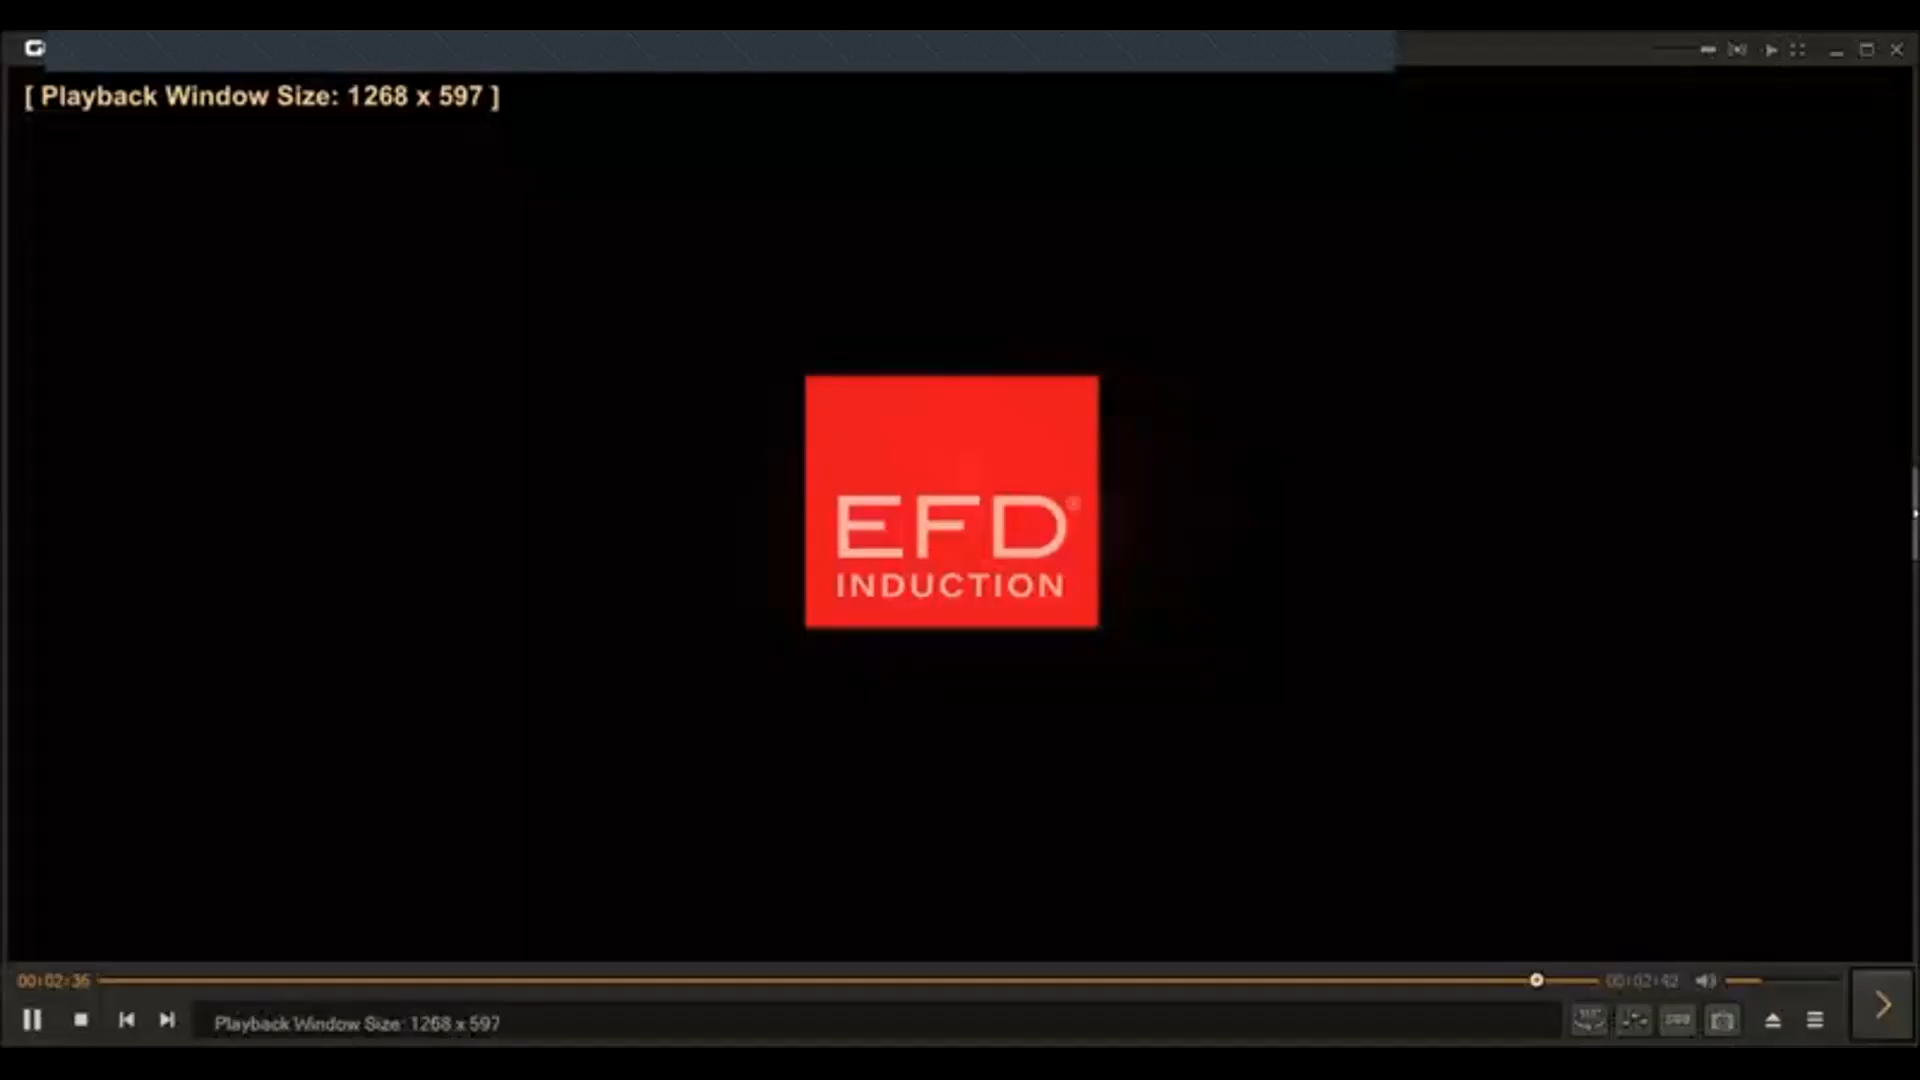 [ Playback Window Size: 1268 x 597 ]
EFD®
INDUCTION
00:02:36
00:02:42
Playback Window Size: 1268 x 597